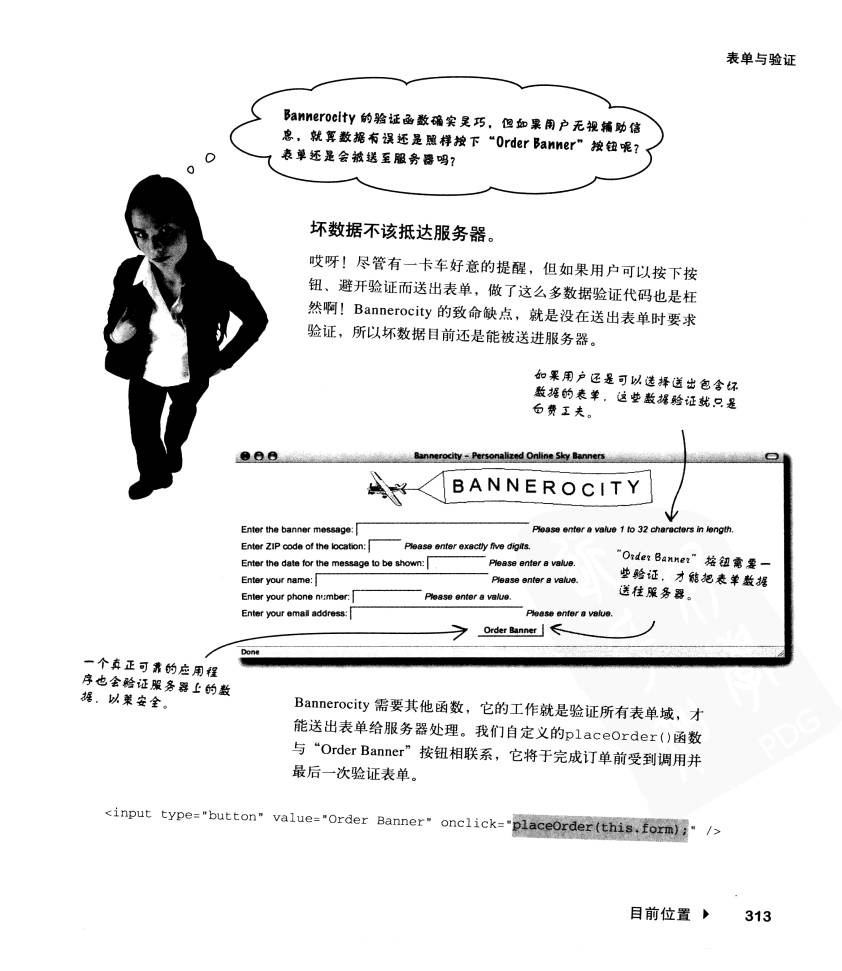 表单与验证
Bannerocity 的验证函数确实灵巧，但如果用户无视辅助信
息，就算数据有误还是照样按下“Order Banner”按钮呢？
表单还是会被送至服务器吗？
坏数据不该抵达服务器。
哎呀！尽管有一卡车好意的提醒，但如果用户可以按下按
钮、避开验证而送出表单，做了这么多数据验证代码也是枉
然啊！Bannerocity 的致命缺点，就是没在送出表单时要求
验证，所以坏数据目前还是能被送进服务器。
如果用户还是可以选择送出包含坏
数据的表单，这些数据验证就只是
白费工夫。
Bannerocity – Personalized Online Sky Banners
BANNEROCITY
Enter the banner message: Please enter a value 1 to 32 characters in length.
Enter ZIP code of the location: Please enter exactly five digits.
Enter the date for the message to be shown: Please enter a value.
Enter your name: Please enter a value.
Enter your phone number: Please enter a value.
Enter your email address: Please enter a value.
Order Banner
Done
“Order Banner” 按钮需要一
些验证，才能把表单数据
送往服务器。
一个真正可靠的应用程
序也会验证服务器上的数
据，以策安全。
Bannerocity 需要其他函数，它的工作就是验证所有表单域，才
能送出表单给服务器处理。我们自定义的placeOrder()函数
与“Order Banner”按钮相联系，它将于完成订单前受到调用并
最后一次验证表单。
<input type="button" value="Order Banner" onclick="placeOrder(this.form);" />
目前位置 ▶ 313
PDG